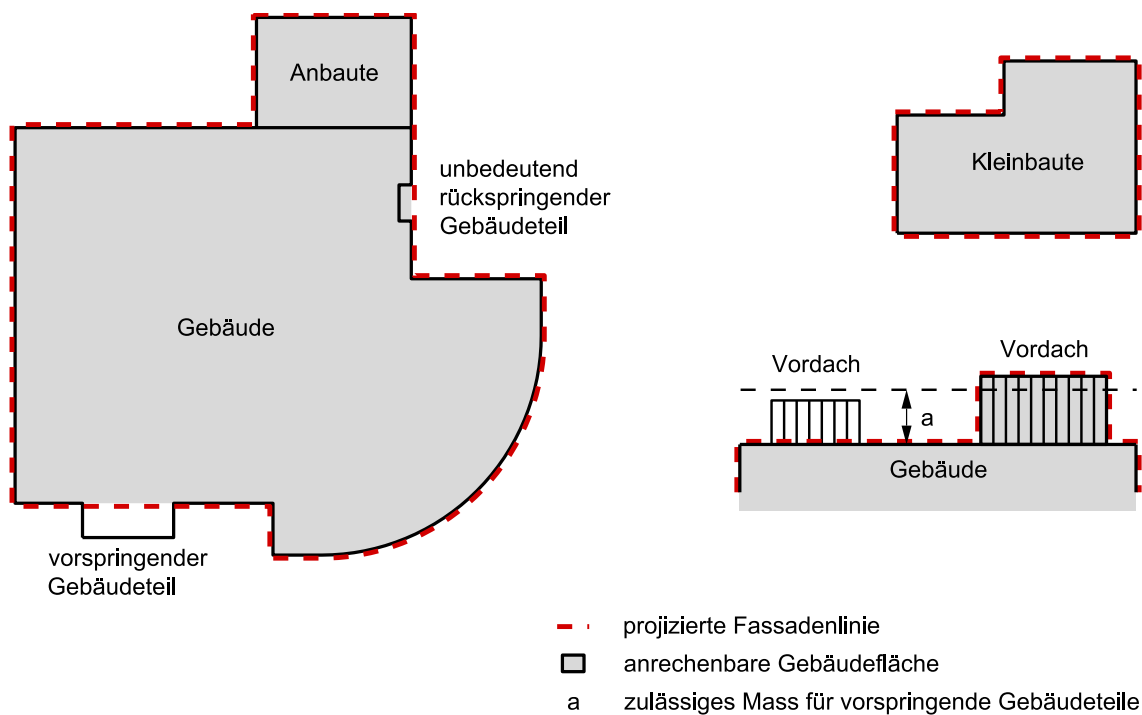 Anbaute
unbedeutend
rückspringender
Gebäudeteil
Gebäude
vorspringender
Gebäudeteil
Kleinbaute
Vordach
Vordach
a
Gebäude
projizierte Fassadenlinie
anrechenbare Gebäudefläche
a zulässiges Mass für vorspringende Gebäudeteile